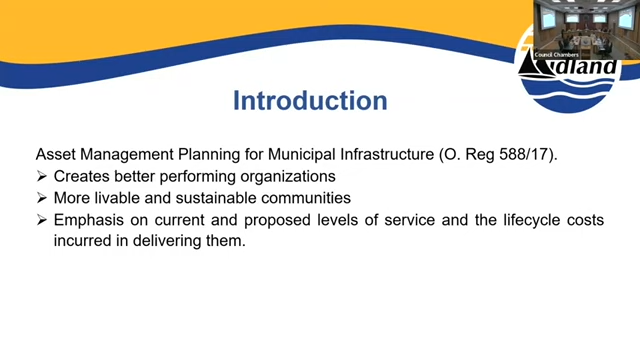 Council Chambers
dland
Introduction
Asset Management Planning for Municipal Infrastructure (O. Reg 588/17).
➢ Creates better performing organizations
➢ More livable and sustainable communities
➢ Emphasis on current and proposed levels of service and the lifecycle costs
incurred in delivering them.